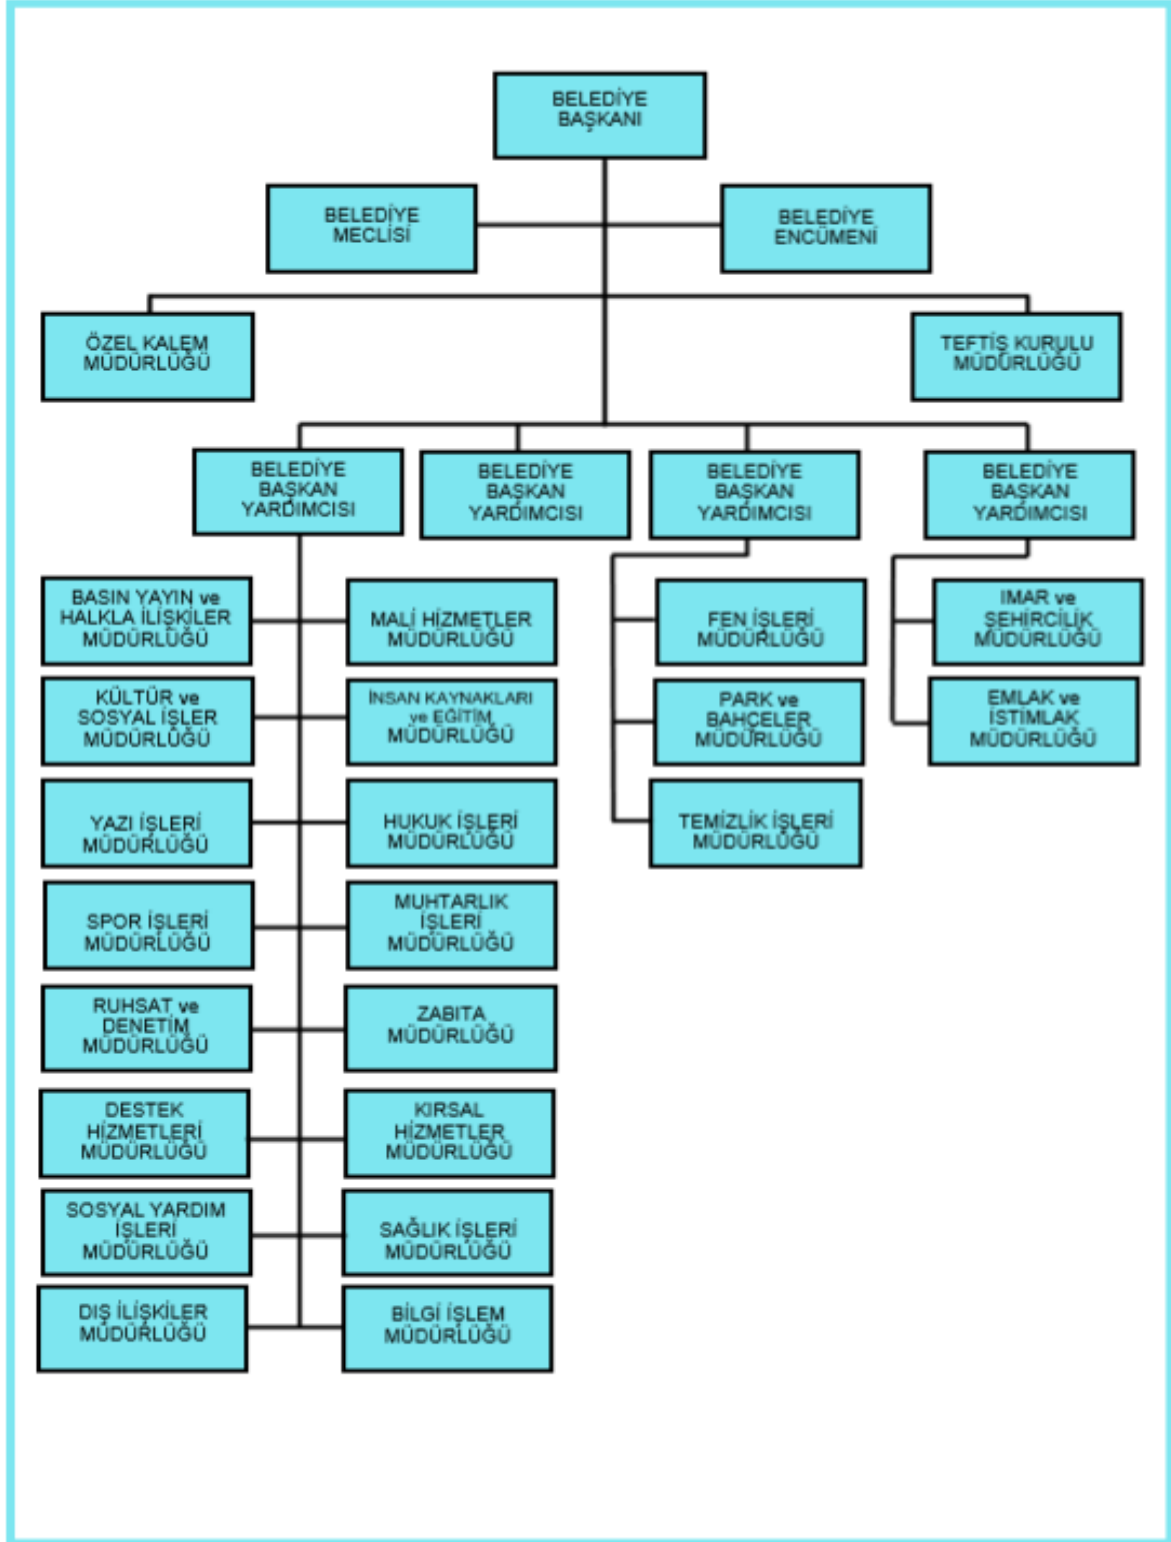 BELEDİYE
BAŞKANI
BELEDİYE
MECLİSİ
BELEDİYE
ENCÜMENİ
ÖZEL KALEM
MÜDÜRLÜĞÜ
TEFTİŞ KURULU
MÜDÜRLÜĞÜ
BELEDİYE
BAŞKAN
YARDIMCISI
BELEDİYE
BAŞKAN
YARDIMCISI
BELEDİYE
BAŞKAN
YARDIMCISI
BELEDİYE
BAŞKAN
YARDIMCISI
BASIN YAYIN ve
HALKLA İLİŞKİLER
MÜDÜRLÜĞÜ
MALİ HİZMETLER
MÜDÜRLÜĞÜ
FEN İŞLERİ
MÜDÜRLÜĞÜ
IMAR ve
ŞEHİRCİLİK
MÜDÜRLÜĞÜ
KÜLTÜR ve
SOSYAL İŞLER
MÜDÜRLÜĞÜ
İNSAN KAYNAKLARI
ve EĞİTİM
MÜDÜRLÜĞÜ
PARK ve
BAHÇELER
MÜDÜRLÜĞÜ
EMLAK ve
İSTİMLAK
MÜDÜRLÜĞÜ
YAZI İŞLERİ
MÜDÜRLÜĞÜ
HUKUK İŞLERİ
MÜDÜRLÜĞÜ
TEMİZLİK İŞLERİ
MÜDÜRLÜĞÜ
SPOR İŞLERİ
MÜDÜRLÜĞÜ
MUHTARLIK
İŞLERİ
MÜDÜRLÜĞÜ
RUHSAT ve
DENETİM
MÜDÜRLÜĞÜ
ZABITA
MÜDÜRLÜĞÜ
DESTEK
HİZMETLERİ
MÜDÜRLÜĞÜ
KIRSAL
HİZMETLER
MÜDÜRLÜĞÜ
SOSYAL YARDIM
İŞLERİ
MÜDÜRLÜĞÜ
SAĞLIK İŞLERİ
MÜDÜRLÜĞÜ
DIŞ İLİŞKİLER
MÜDÜRLÜĞÜ
BİLGİ İŞLEM
MÜDÜRLÜĞÜ